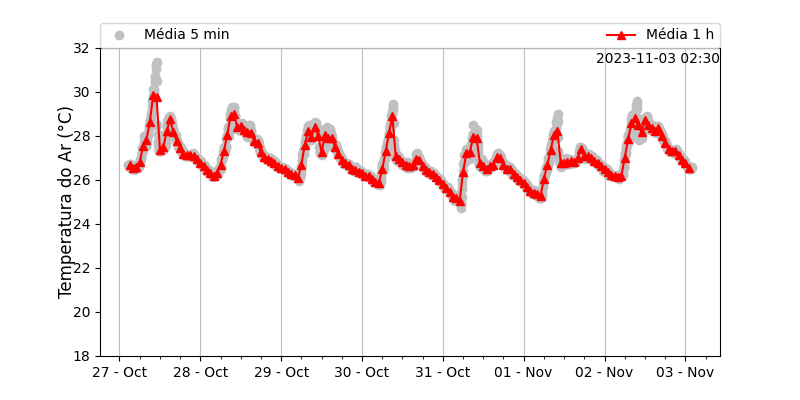 Média 5 min
Média 1 h
2023-11-03 02:30
Temperatura do Ar (°C)
32
30
28
26
24
22
20
18
27 - Oct
28 - Oct
29 - Oct
30 - Oct
31 - Oct
01 - Nov
02 - Nov
03 - Nov